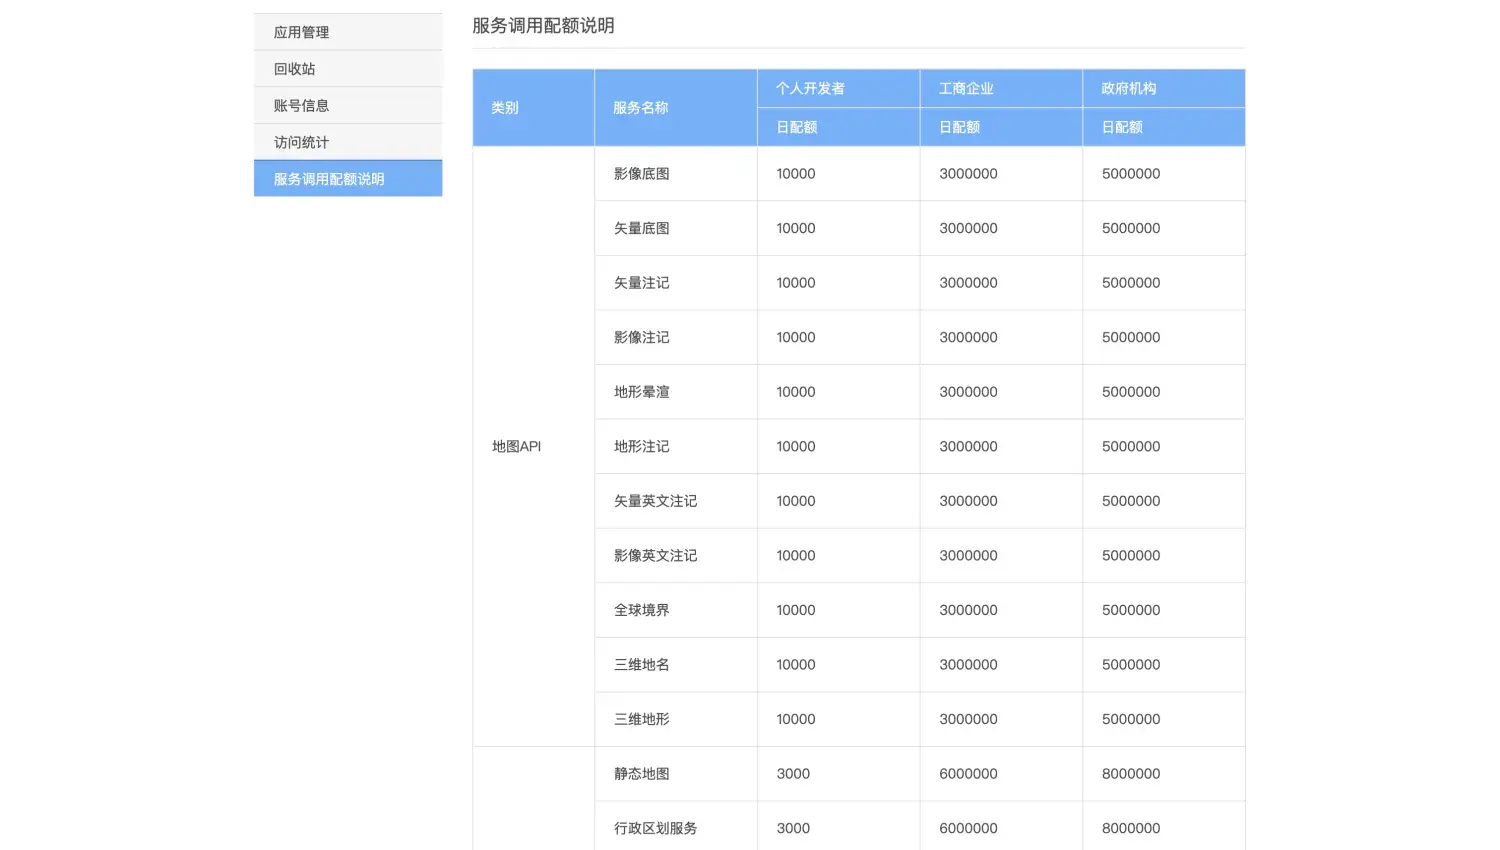 应用管理
回收站
账号信息
访问统计
服务调用配额说明
服务调用配额说明
类别 服务名称 个人开发者 工商企业 政府机构
日配额 日配额 日配额
地图API
影像底图 10000 3000000 5000000
矢量底图 10000 3000000 5000000
矢量注记 10000 3000000 5000000
影像注记 10000 3000000 5000000
地形晕渲 10000 3000000 5000000
地形注记 10000 3000000 5000000
矢量英文注记 10000 3000000 5000000
影像英文注记 10000 3000000 5000000
全球境界 10000 3000000 5000000
三维地名 10000 3000000 5000000
三维地形 10000 3000000 5000000
静态地图 3000 6000000 8000000
行政区划服务 3000 6000000 8000000